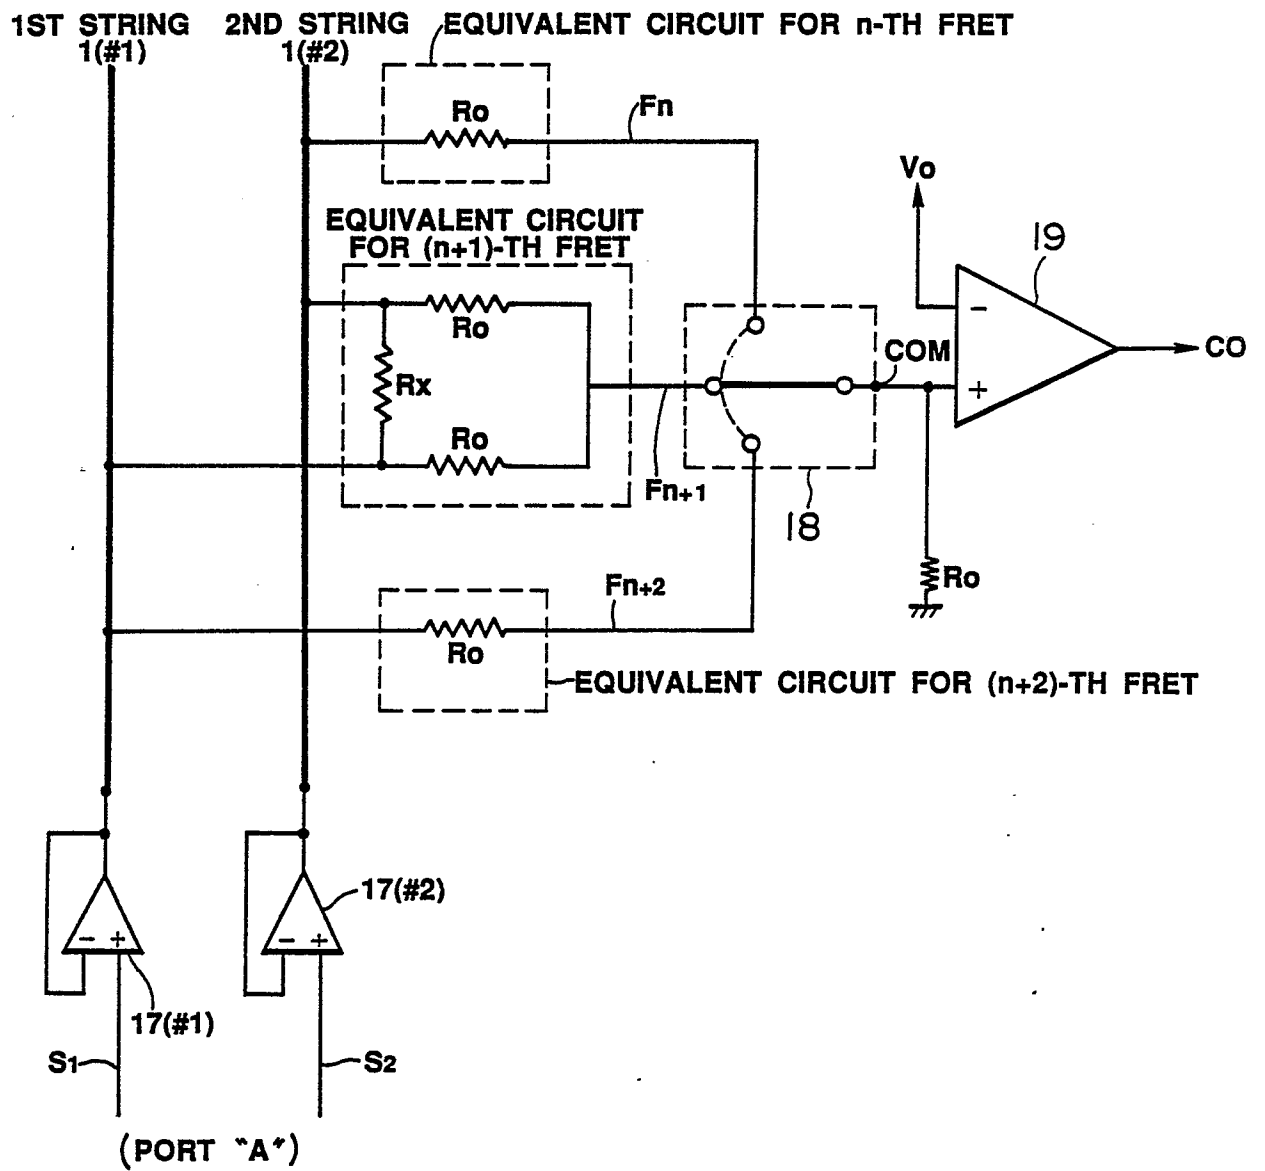 1ST STRING 2ND STRING EQUIVALENT CIRCUIT FOR n-TH FRET
1(#1) 1(#2)
Ro
Fn
Vo
EQUIVALENT CIRCUIT
FOR (n+1)-TH FRET
19
Ro
−
COM
CO
Rx
+
Ro
Fn+1
18
Ro
Fn+2
Ro
EQUIVALENT CIRCUIT FOR (n+2)-TH FRET
17(#2)
− +
− +
17(#1)
S1
S2
(PORT "A")